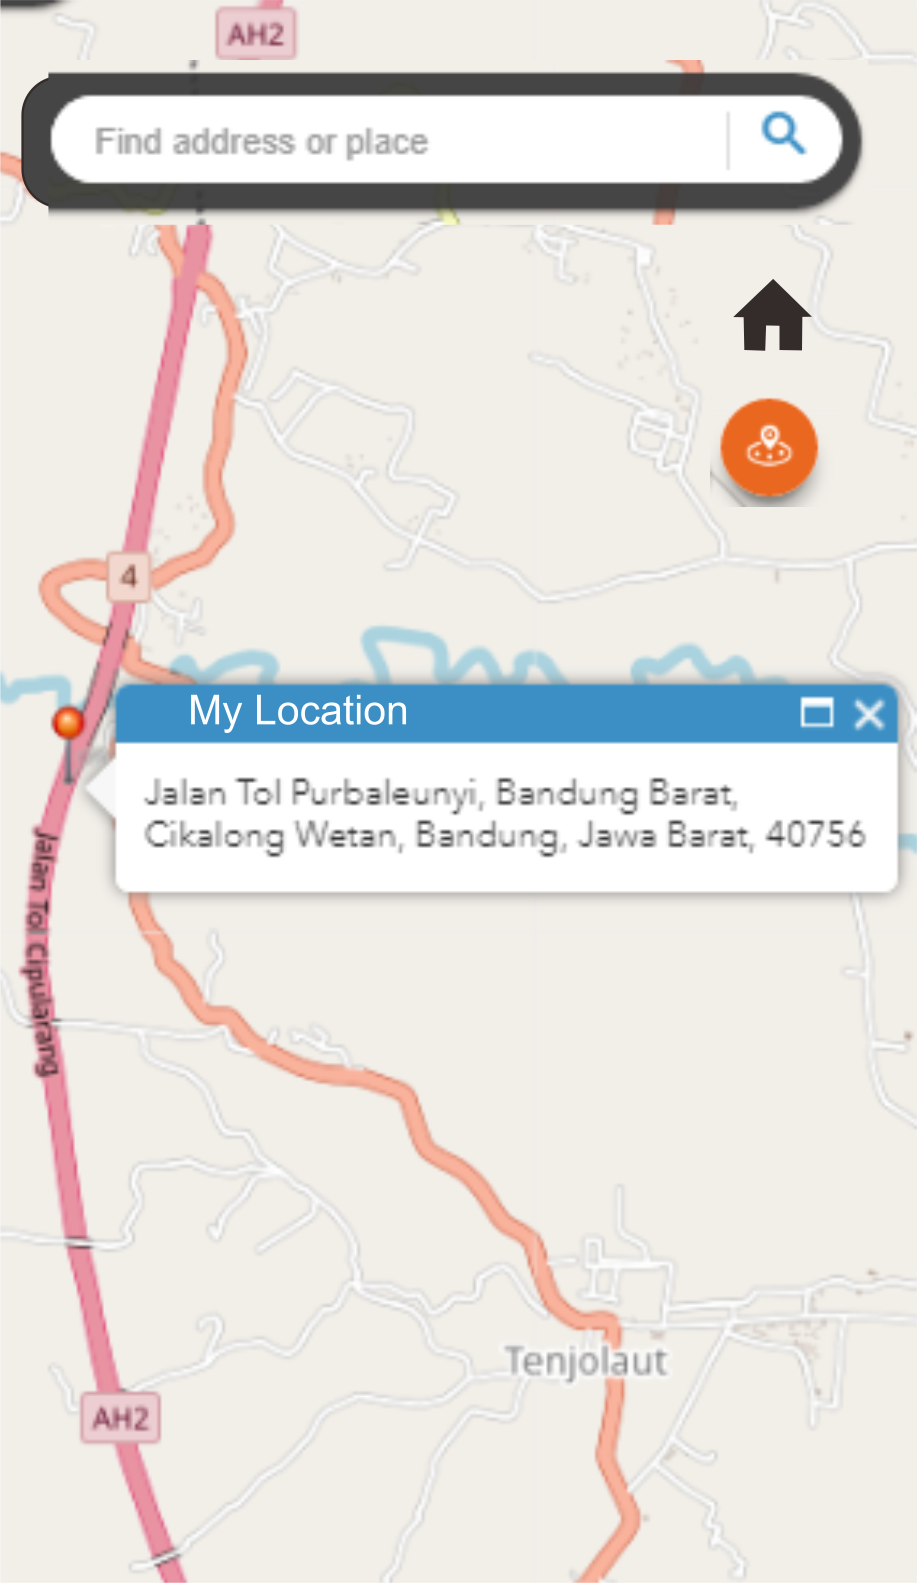 AH2
Find address or place
4
My Location
Jalan Tol Purbaleunyi, Bandung Barat,
Cikalong Wetan, Bandung, Jawa Barat, 40756
Jalan Tol Cipularang
Tenjolaut
AH2